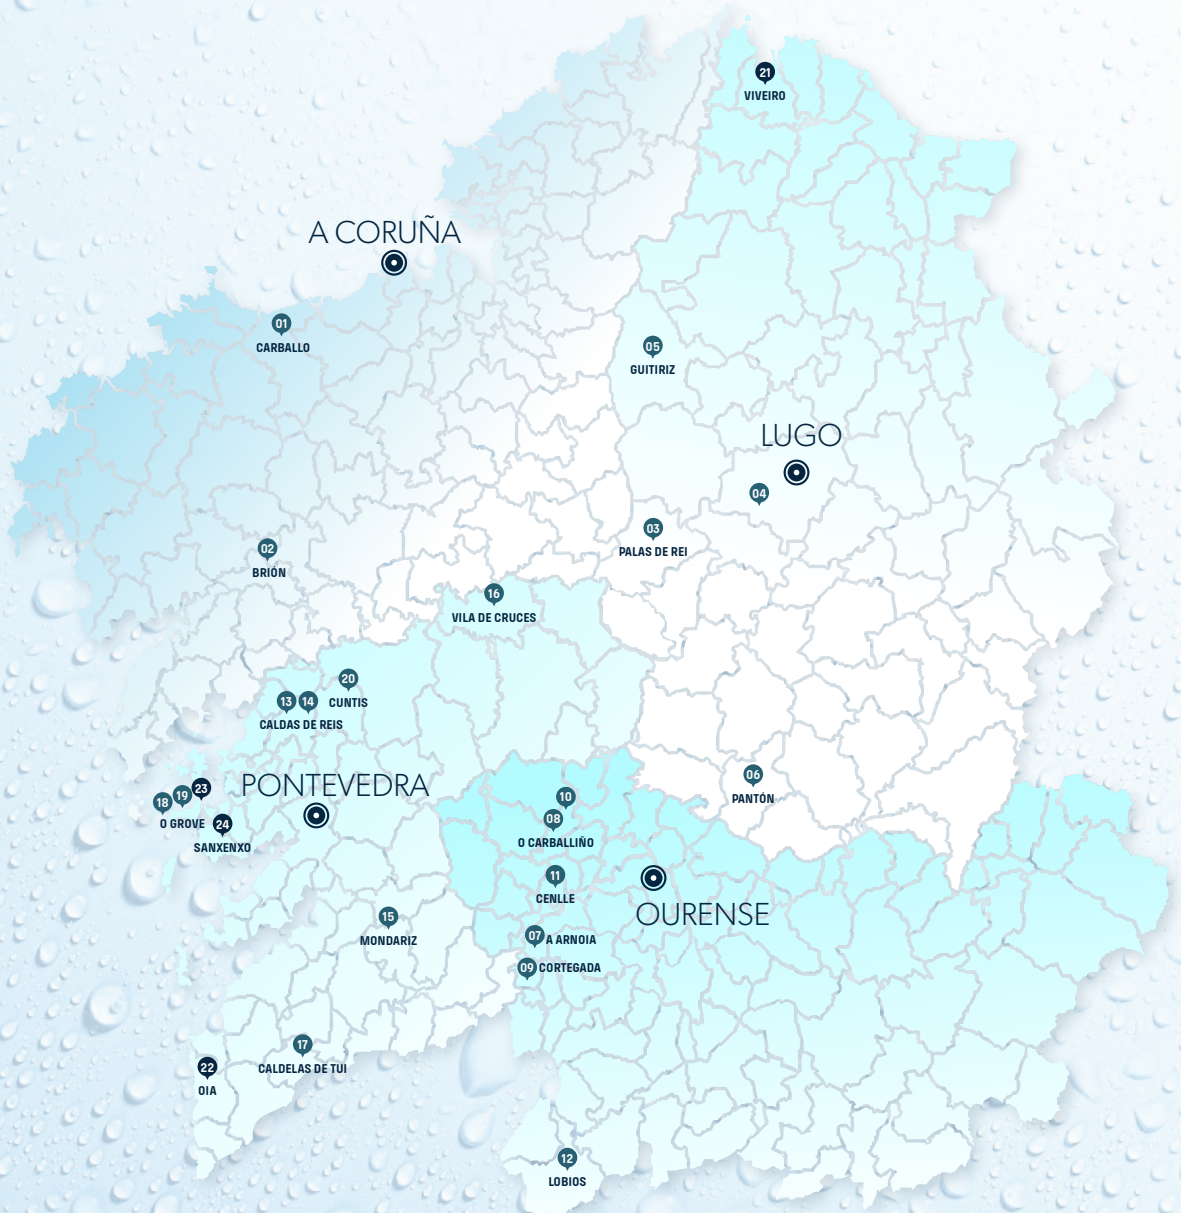 21
VIVEIRO
A CORUÑA
01
CARBALLO
05
GUITIRIZ
LUGO
04
03
PALAS DE REI
02
BRIÓN
16
VILA DE CRUCES
20
CUNTIS
13 14
CALDAS DE REIS
PONTEVEDRA
18 19 23
O GROVE
24
SANXENXO
06
PANTÓN
10
08
O CARBALLIÑO
11
CENLLE
OURENSE
15
MONDARIZ
07 A ARNOIA
09 CORTEGADA
17
CALDELAS DE TUI
22
OIA
12
LOBIOS